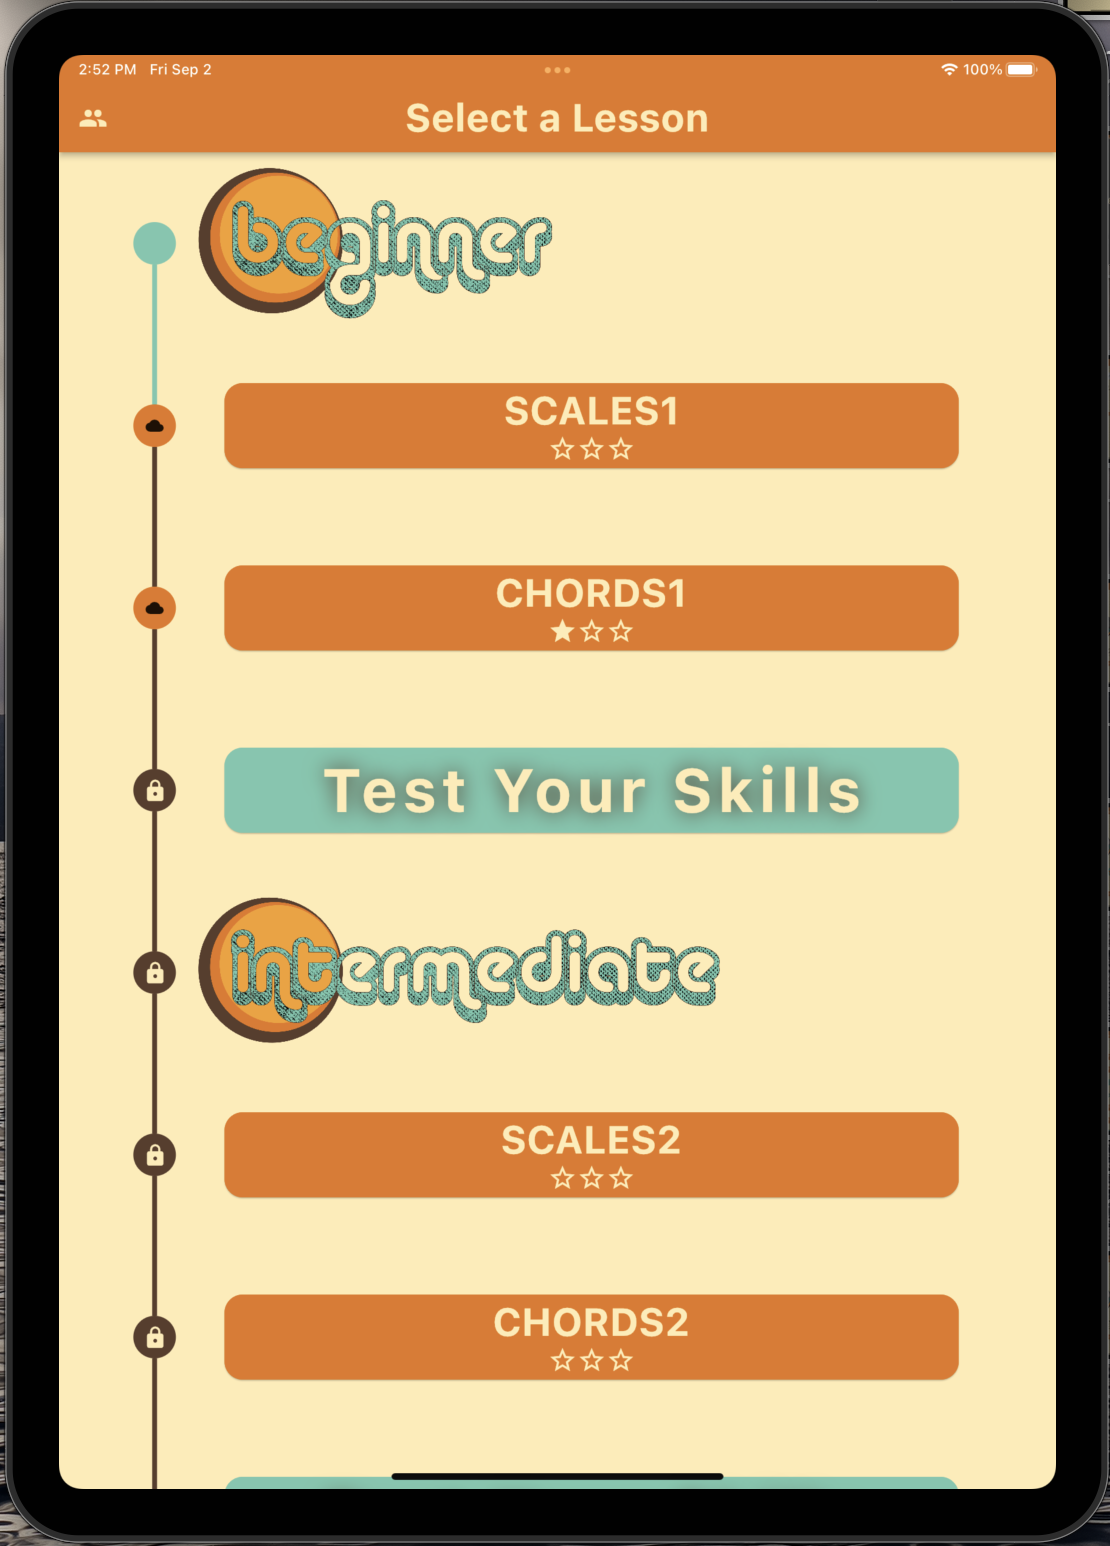 2:52 PM Fri Sep 2
100%
Select a Lesson
beginner
SCALES1
CHORDS1
Test Your Skills
intermediate
SCALES2
CHORDS2